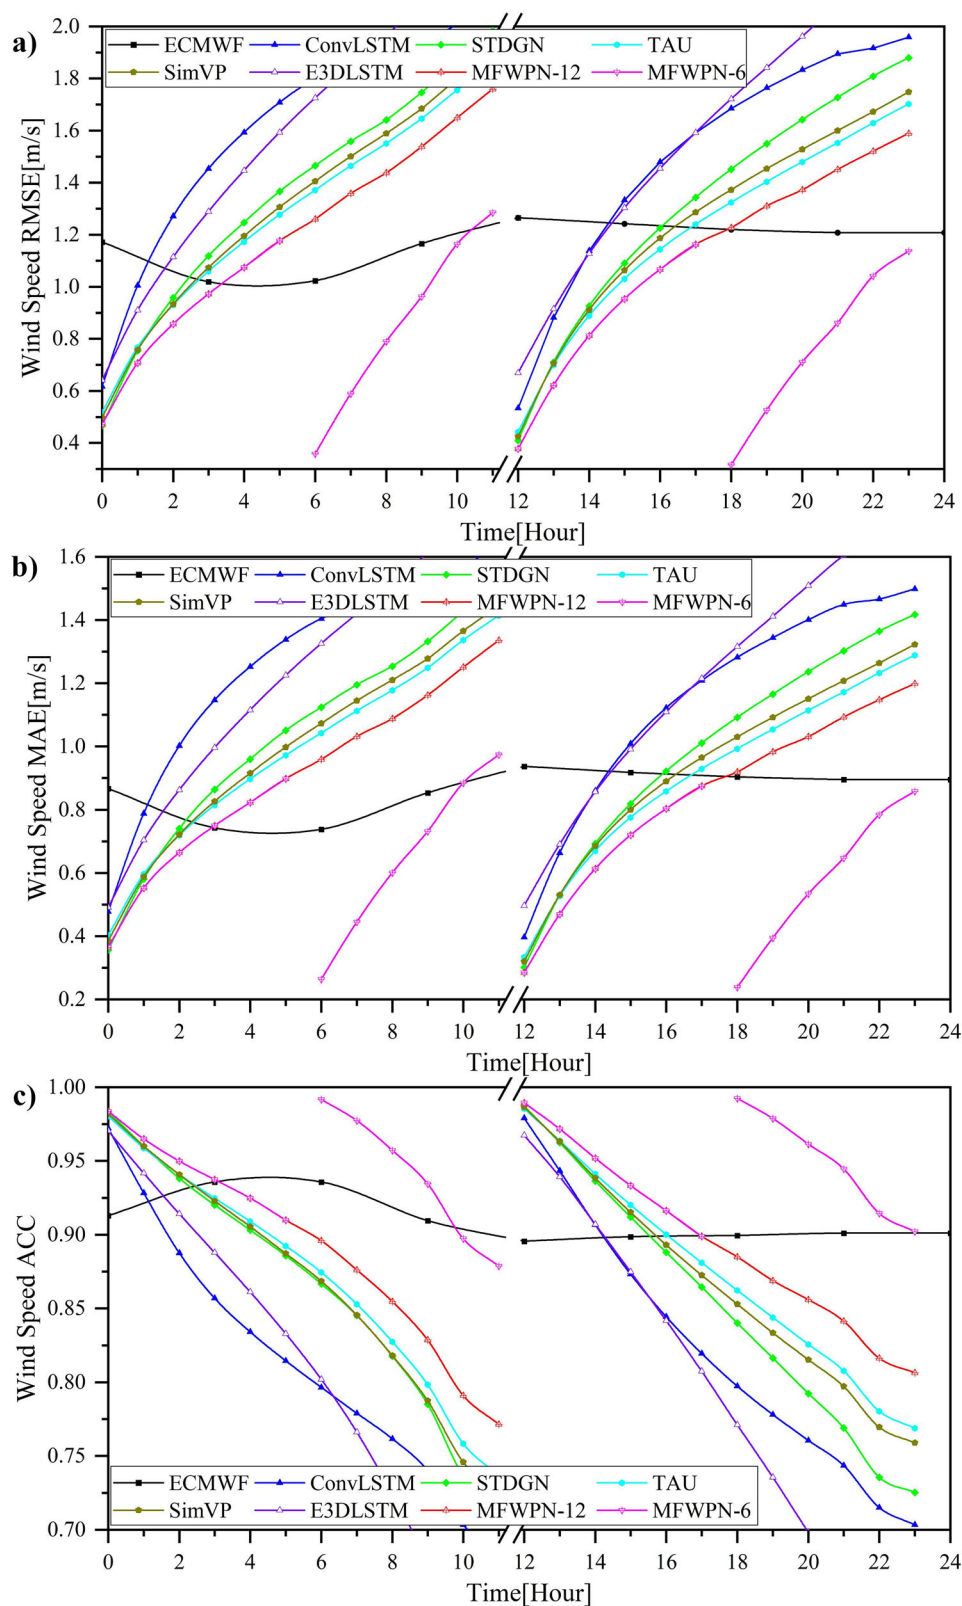 a)
Wind Speed RMSE[m/s]
2.0
1.8
1.6
1.4
1.2
1.0
0.8
0.6
0.4
ECMWF ConvLSTM STDGN TAU
SimVP E3DLSTM MFWPN-12 MFWPN-6
0 2 4 6 8 10 12 14 16 18 20 22 24
Time[Hour]
b)
Wind Speed MAE[m/s]
1.6
1.4
1.2
1.0
0.8
0.6
0.4
0.2
ECMWF ConvLSTM STDGN TAU
SimVP E3DLSTM MFWPN-12 MFWPN-6
0 2 4 6 8 10 12 14 16 18 20 22 24
Time[Hour]
c)
Wind Speed ACC
1.00
0.95
0.90
0.85
0.80
0.75
0.70
ECMWF ConvLSTM STDGN TAU
SimVP E3DLSTM MFWPN-12 MFWPN-6
0 2 4 6 8 10 12 14 16 18 20 22 24
Time[Hour]